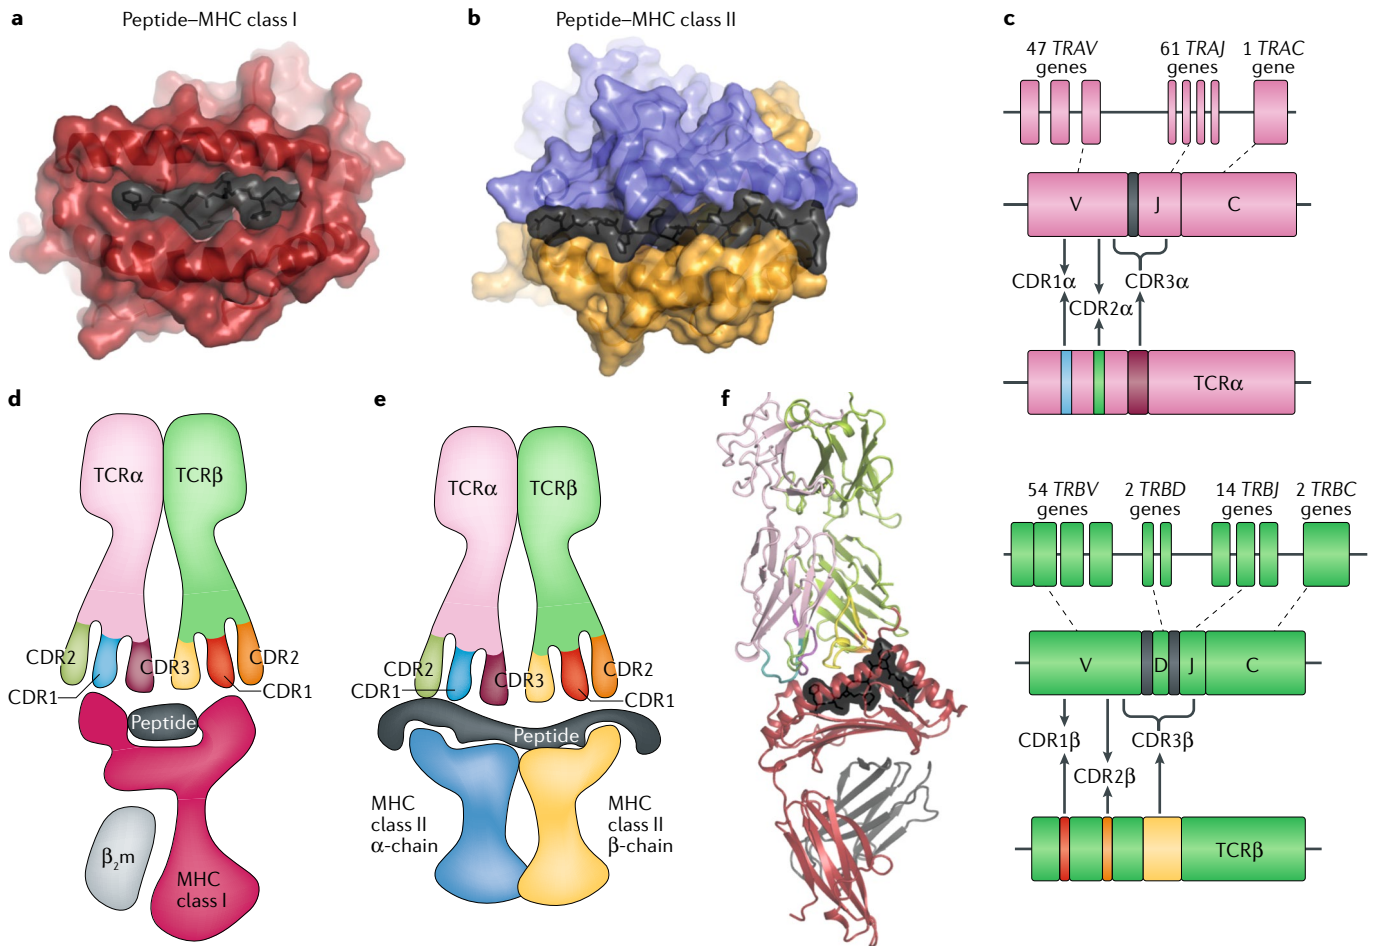 a
Peptide–MHC class I
b
Peptide–MHC class II
c
47 TRAV
genes
61 TRAJ
genes
1 TRAC
gene
V
J
C
CDR1α
CDR2α
CDR3α
TCRα
54 TRBV
genes
2 TRBD
genes
14 TRBJ
genes
2 TRBC
genes
V
D
J
C
CDR1β
CDR2β
CDR3β
TCRβ
d
TCRα
TCRβ
CDR2
CDR1
CDR3
CDR2
CDR1
Peptide
β₂m
MHC
class I
e
TCRα
TCRβ
CDR2
CDR1
CDR3
CDR2
CDR1
Peptide
MHC
class II
α-chain
MHC
class II
β-chain
f